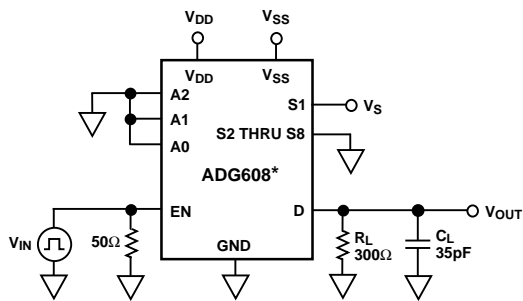 VDD
VSS
VDD
VSS
A2
A1
A0
S1
VS
S2 THRU S8
ADG608*
EN
D
VOUT
VIN
50Ω
GND
RL
300Ω
CL
35pF